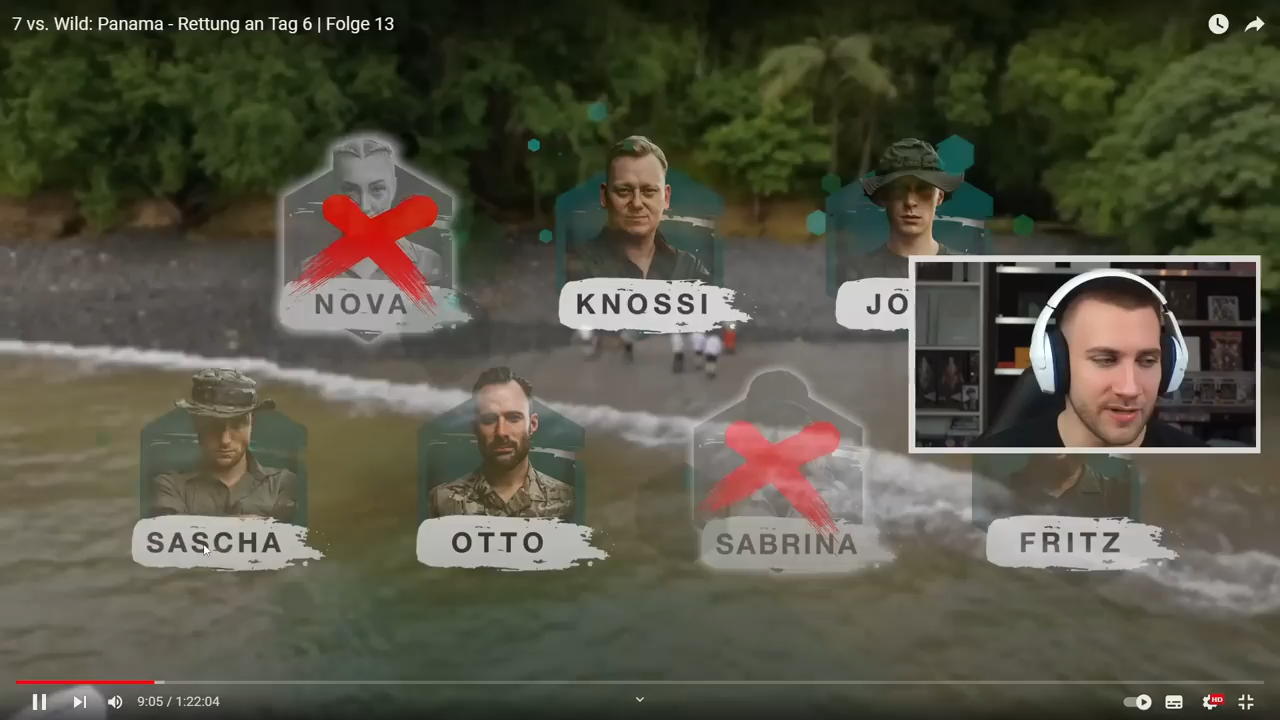 7 vs. Wild: Panama - Rettung an Tag 6 | Folge 13
NOVA
KNOSSI
JO
SASCHA
OTTO
SABRINA
FRITZ
9:05 / 1:22:04
HD